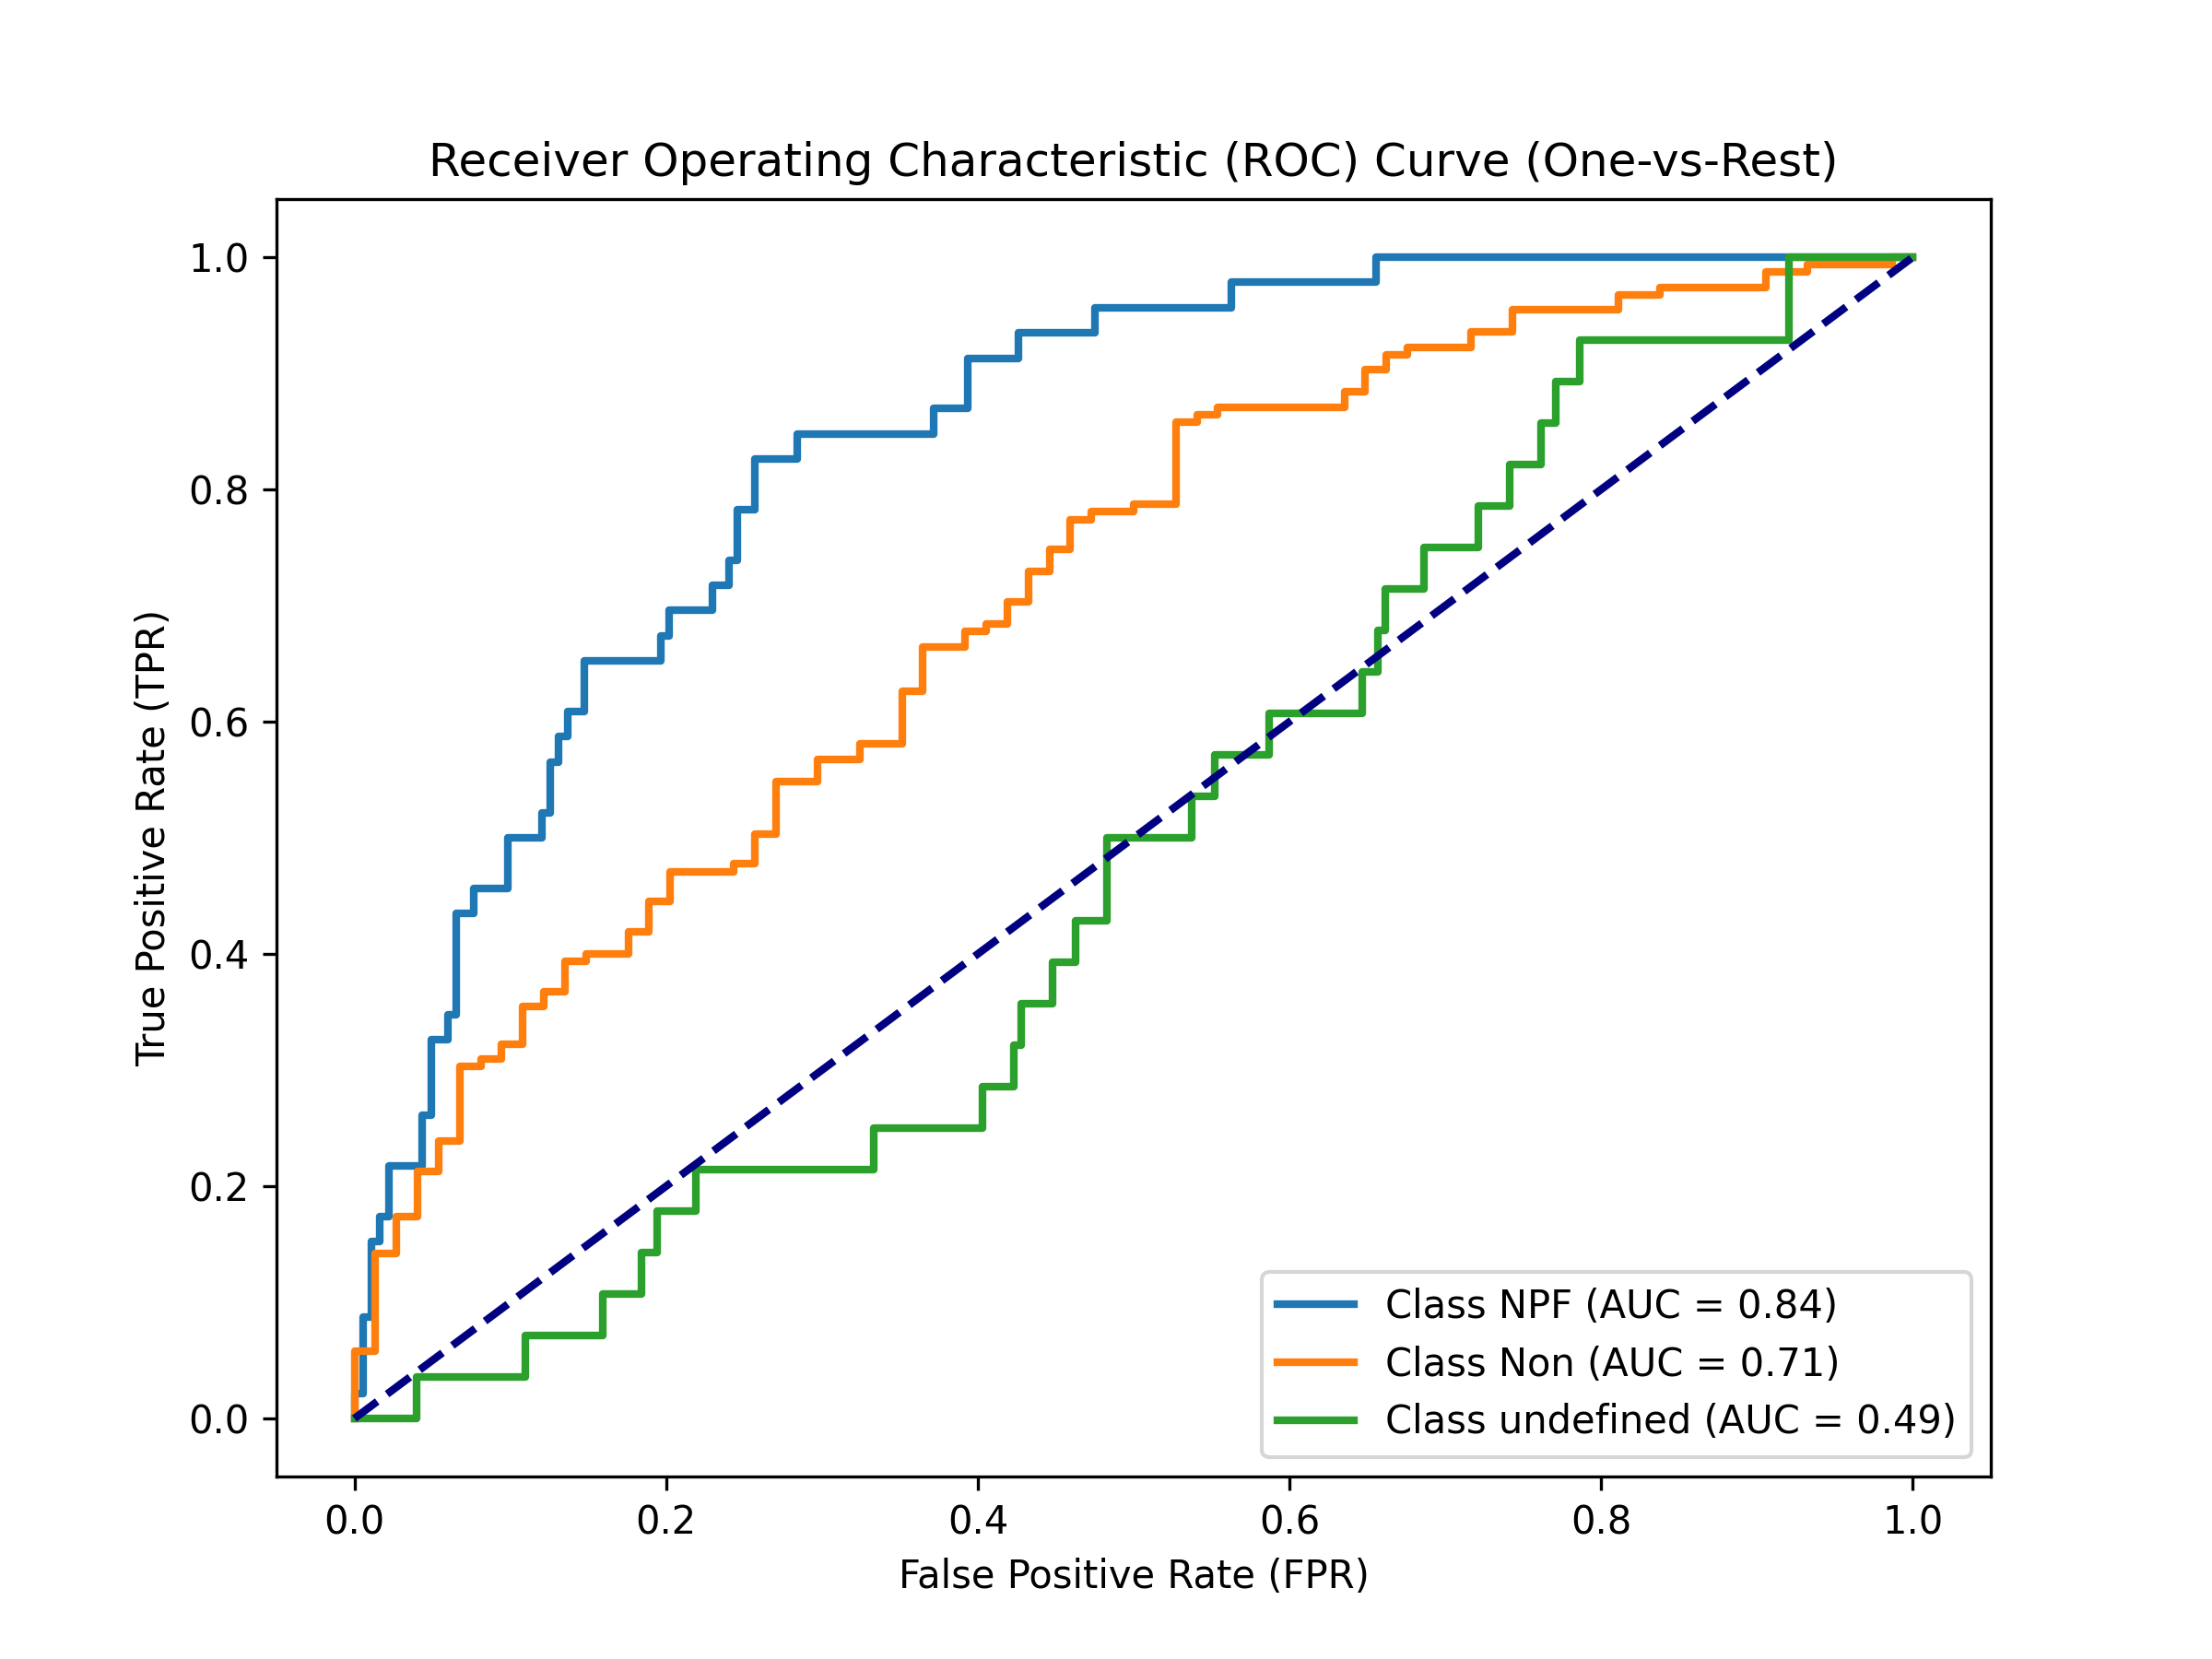 Receiver Operating Characteristic (ROC) Curve (One-vs-Rest)
True Positive Rate (TPR)
1.0
0.8
0.6
0.4
0.2
0.0
Class NPF (AUC = 0.84)
Class Non (AUC = 0.71)
Class undefined (AUC = 0.49)
0.0 0.2 0.4 0.6 0.8 1.0
False Positive Rate (FPR)